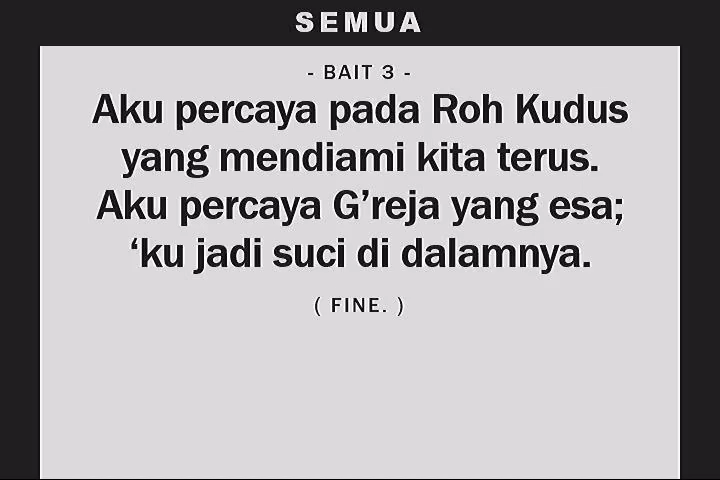 SEMUA
- BAIT 3 -
Aku percaya pada Roh Kudus
yang mendiami kita terus.
Aku percaya G’reja yang esa;
‘ku jadi suci di dalamnya.
( FINE. )